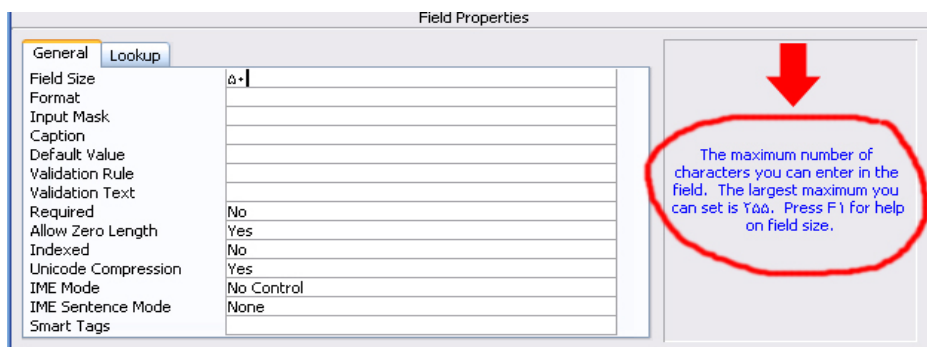 Field Properties
General Lookup
Field Size ۵۰
Format
Input Mask
Caption
Default Value
Validation Rule
Validation Text
Required No
Allow Zero Length Yes
Indexed No
Unicode Compression Yes
IME Mode No Control
IME Sentence Mode None
Smart Tags
The maximum number of
characters you can enter in the
field. The largest maximum you
can set is ۲۵۵. Press F۱ for help
on field size.